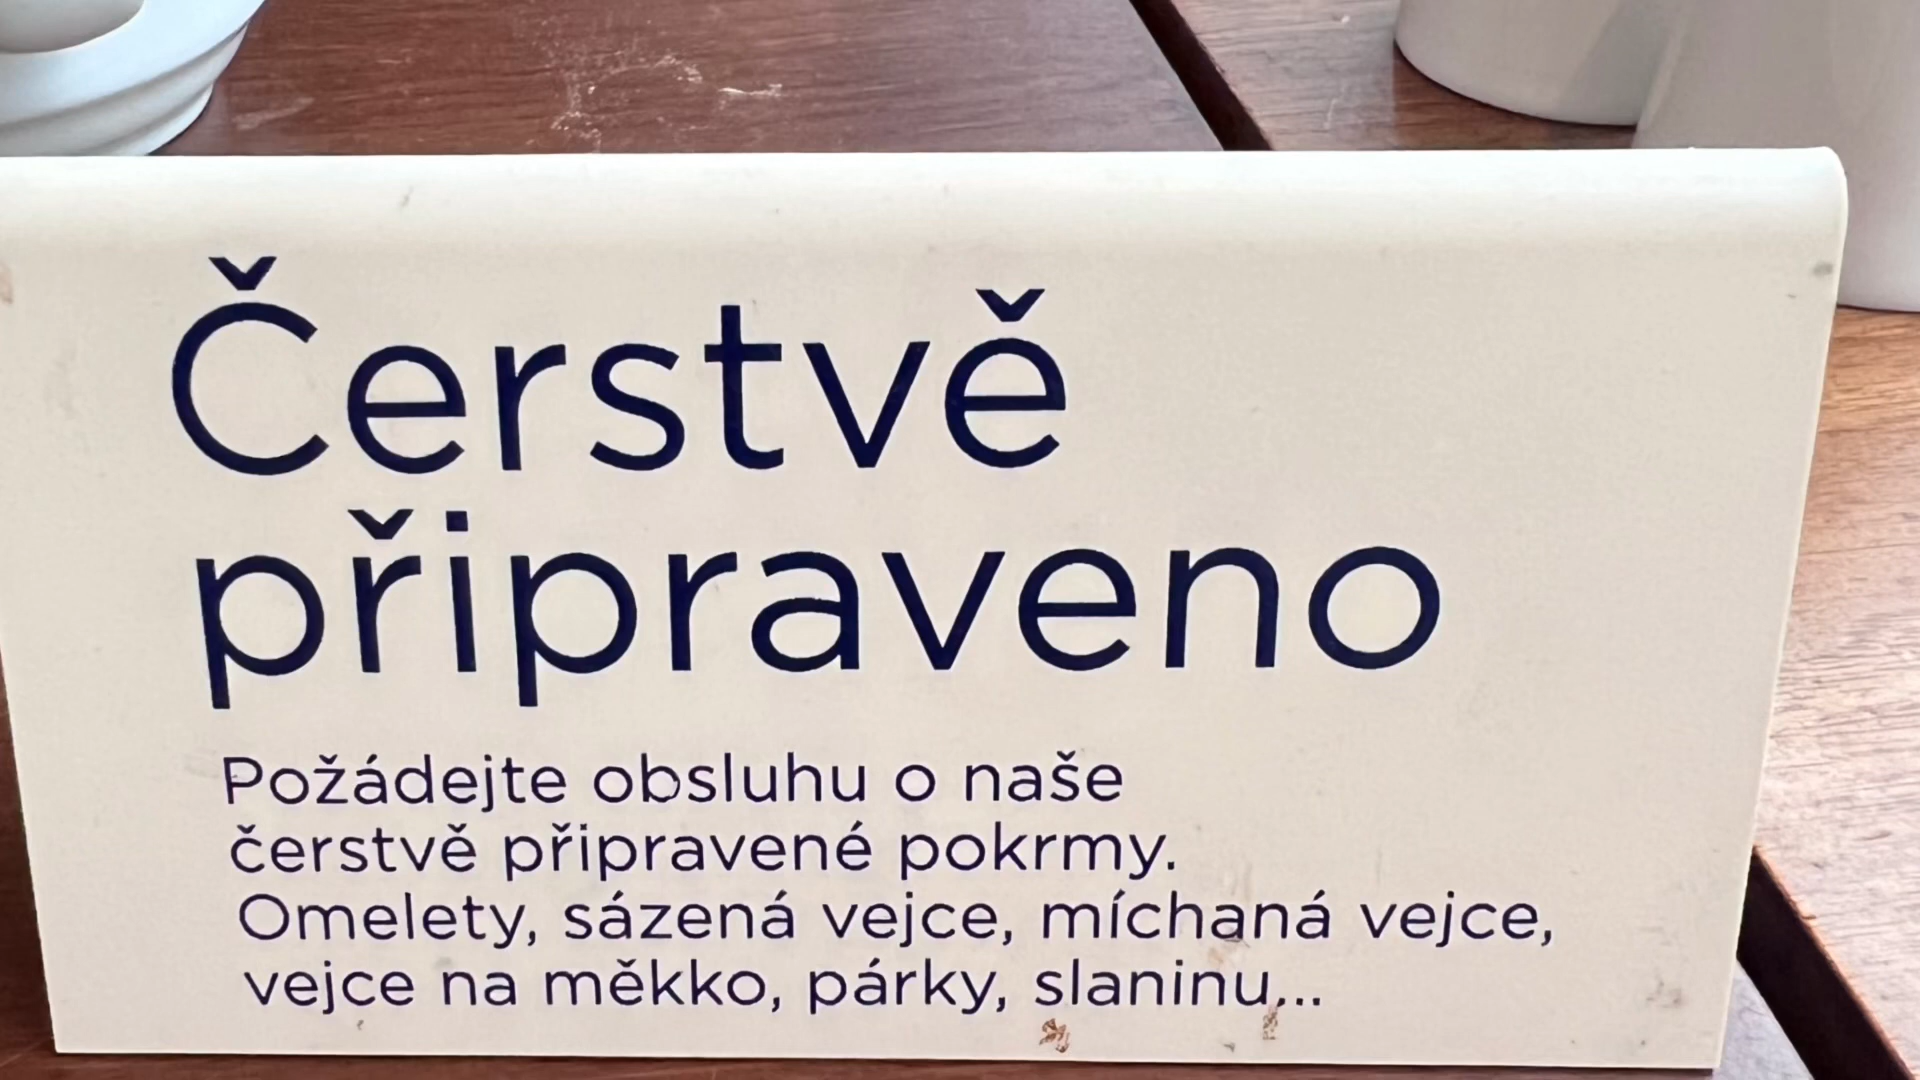 Čerstvě
připraveno
Požádejte obsluhu o naše
čerstvě připravené pokrmy.
Omelety, sázená vejce, míchaná vejce,
vejce na měkko, párky, slaninu...